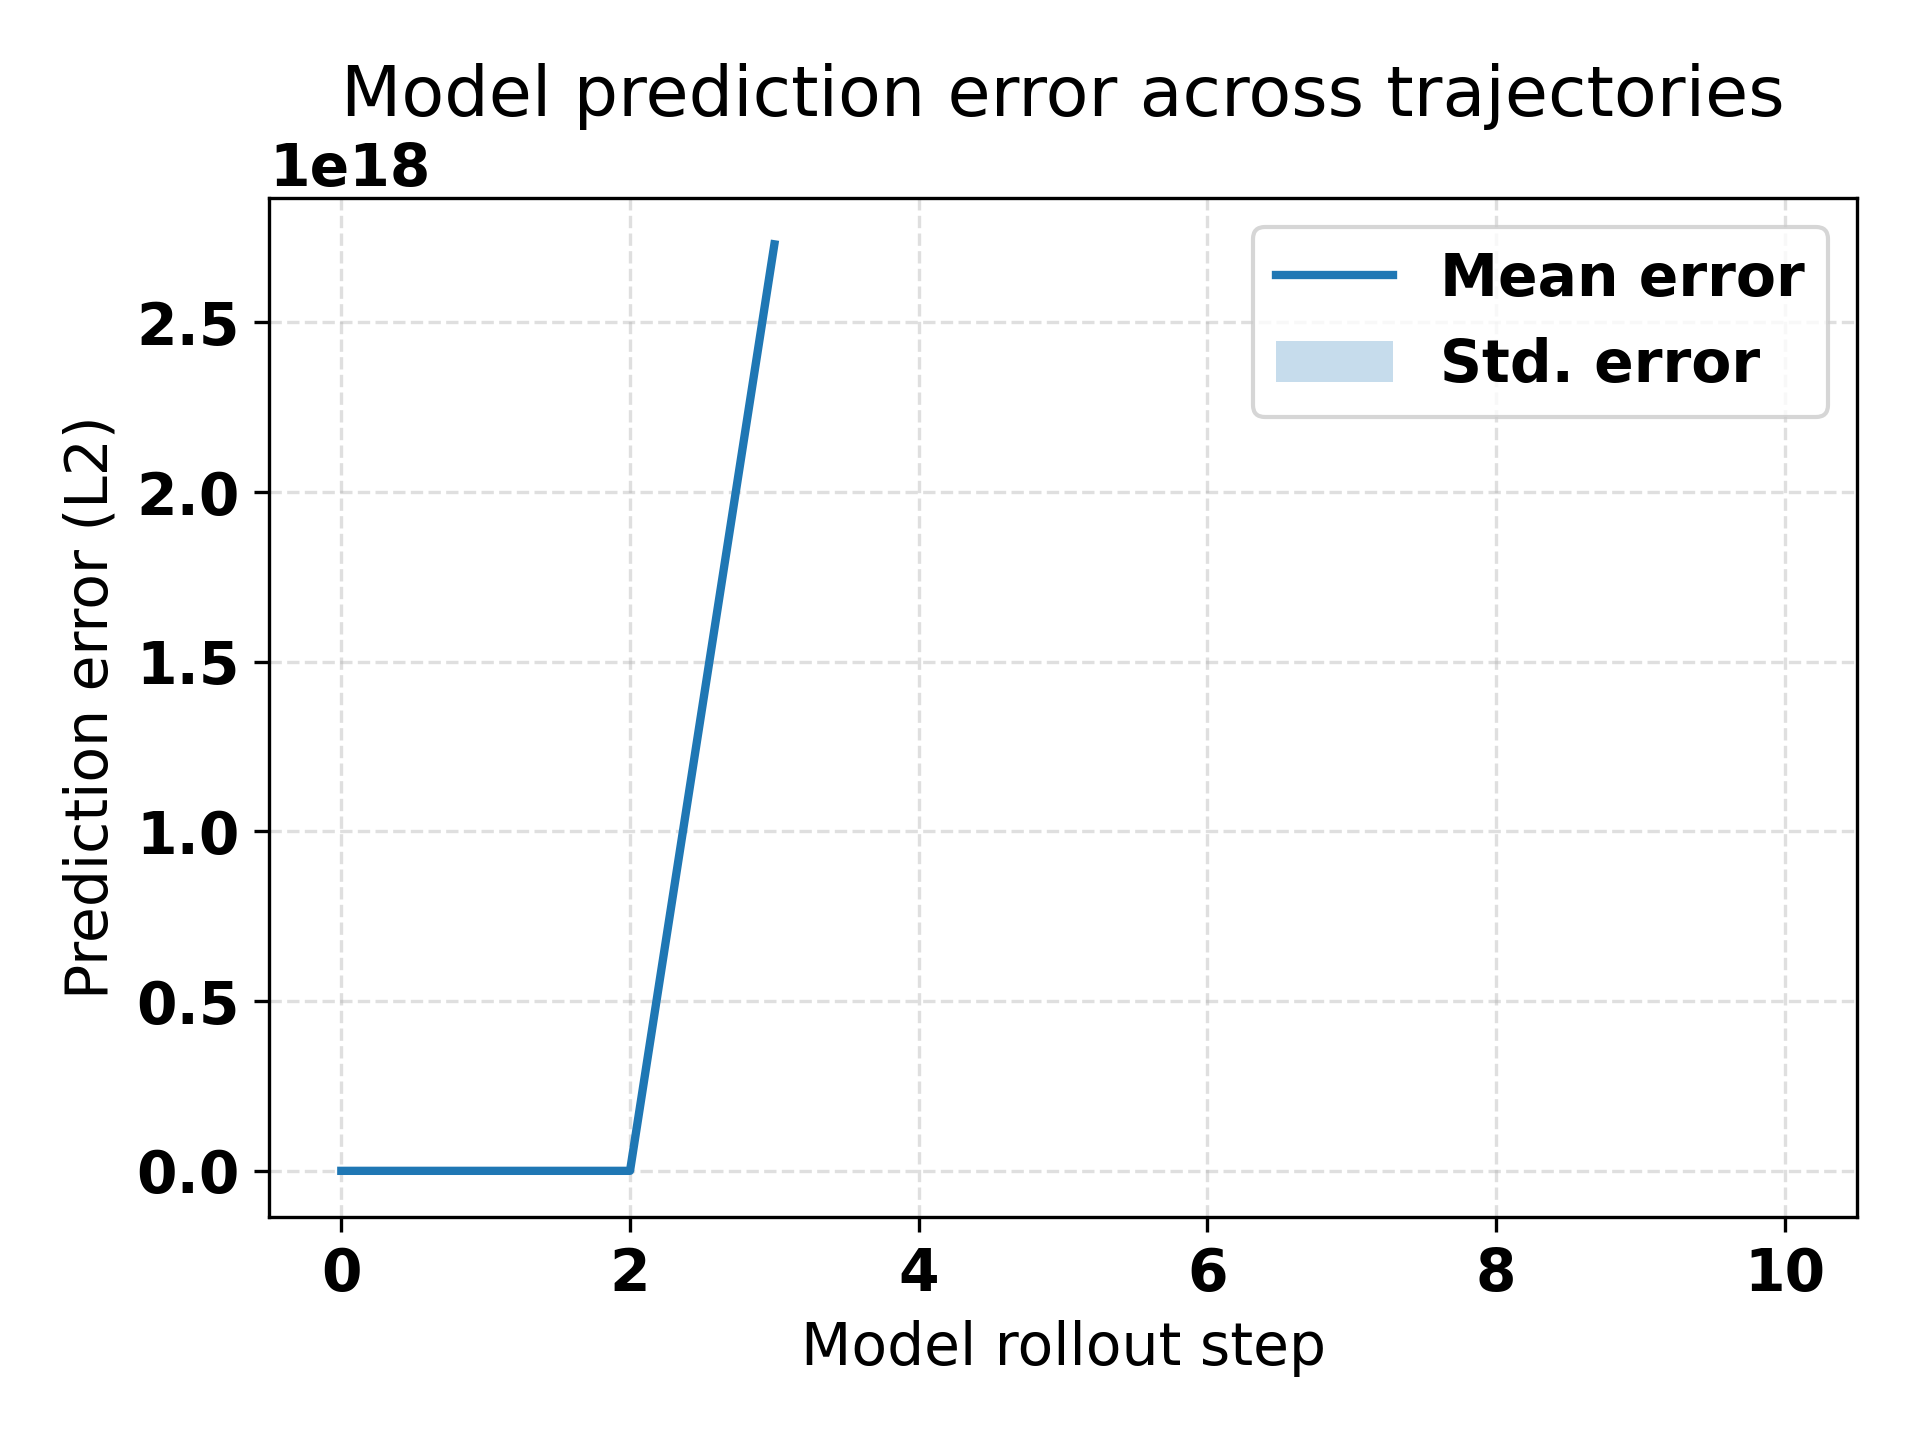 Model prediction error across trajectories
1e18
Mean error
Std. error
2.5
2.0
1.5
1.0
0.5
0.0
Prediction error (L2)
0 2 4 6 8 10
Model rollout step